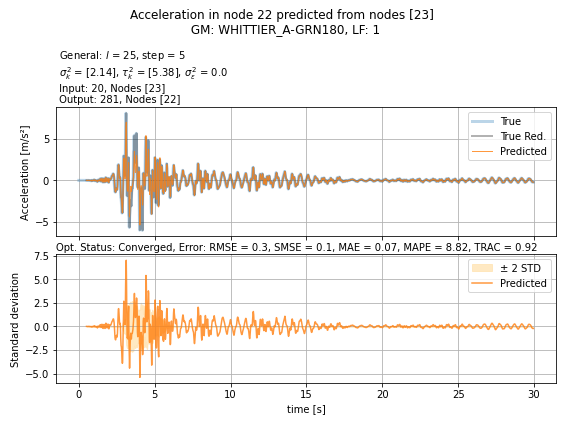 Acceleration in node 22 predicted from nodes [23]
GM: WHITTIER_A-GRN180, LF: 1
General: l = 25, step = 5
σ²ₖ = [2.14], τ²ₖ = [5.38], σ²ε = 0.0
Input: 20, Nodes [23]
Output: 281, Nodes [22]
True
True Red.
Predicted
Acceleration [m/s²]
5
0
−5
Opt. Status: Converged, Error: RMSE = 0.3, SMSE = 0.1, MAE = 0.07, MAPE = 8.82, TRAC = 0.92
± 2 STD
Predicted
Standard deviation
7.5
5.0
2.5
0.0
−2.5
−5.0
0 5 10 15 20 25 30
time [s]